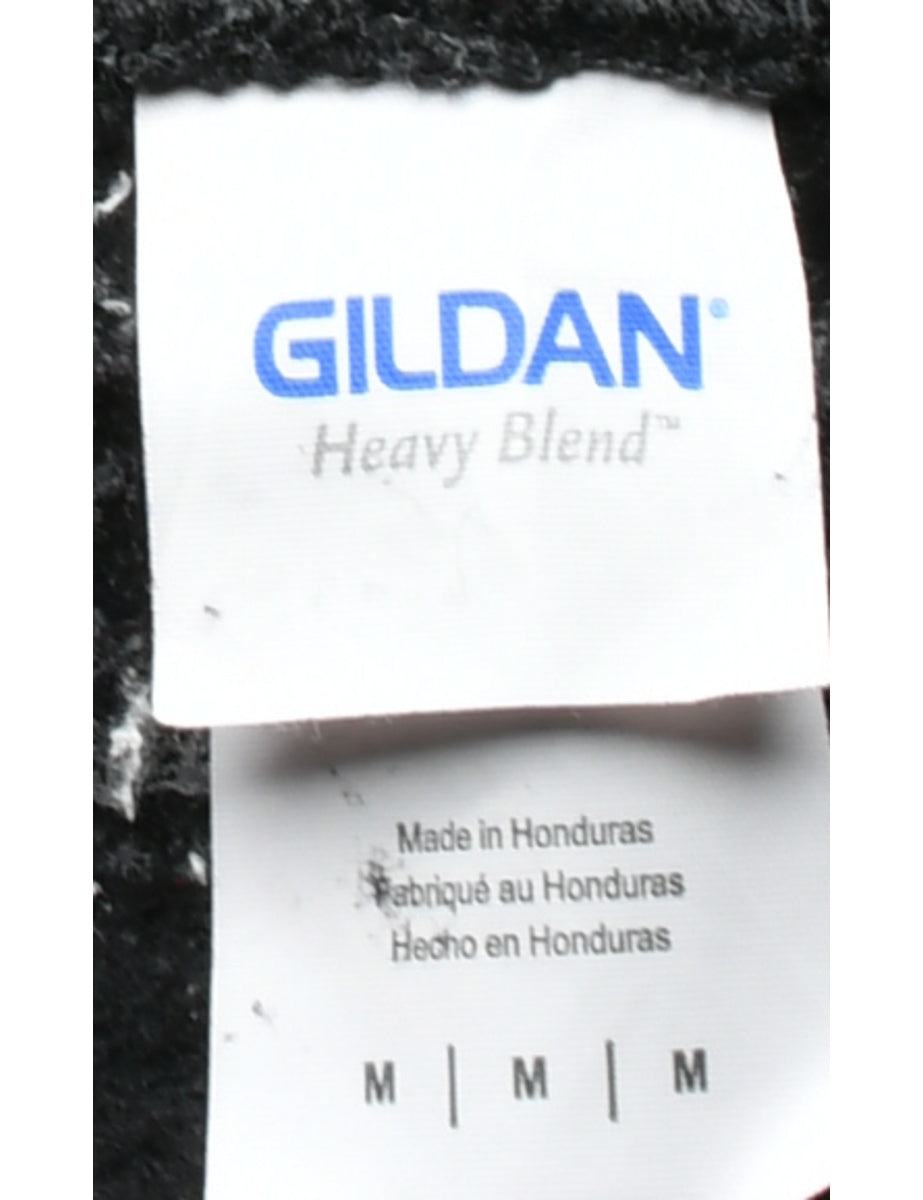 GILDAN®
Heavy Blend™
Made in Honduras
Fabriqué au Honduras
Hecho en Honduras
M | M | M